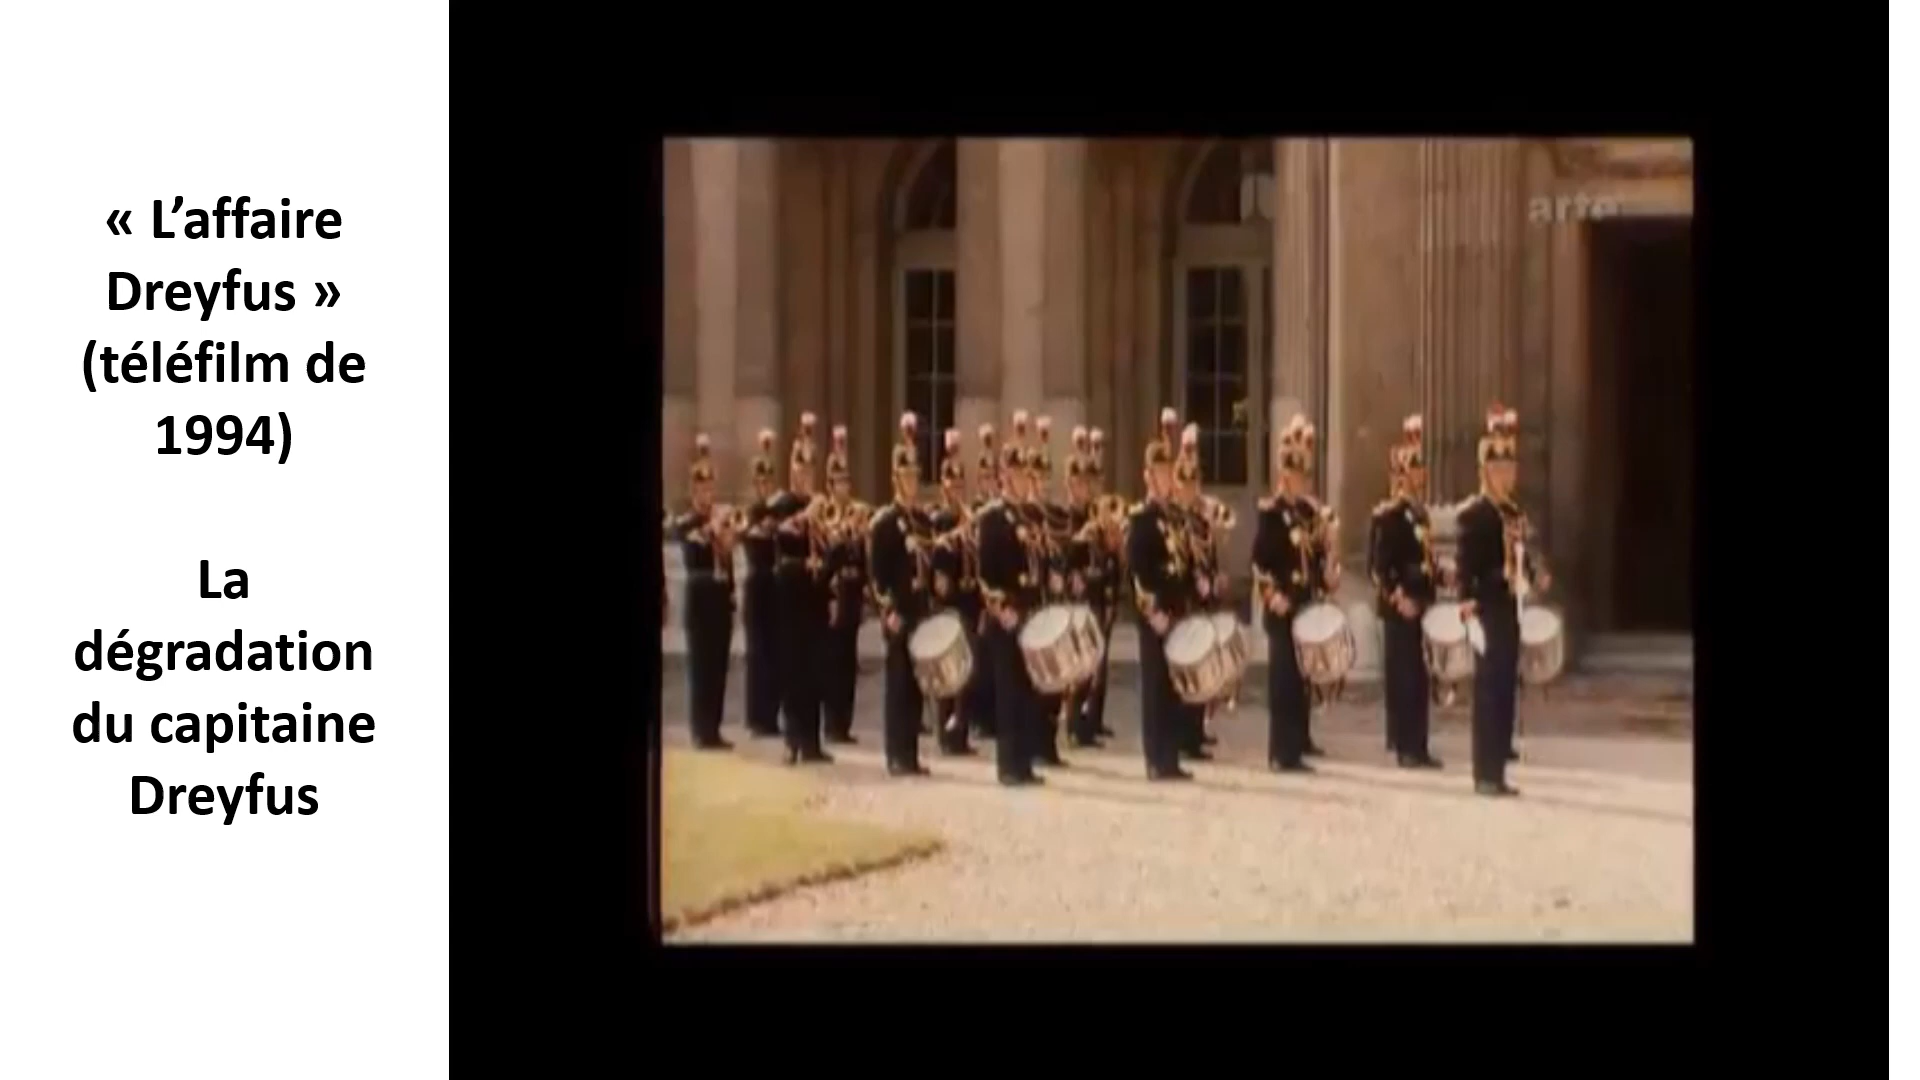 « L’affaire
Dreyfus »
(téléfilm de
1994)
La
dégradation
du capitaine
Dreyfus
arte